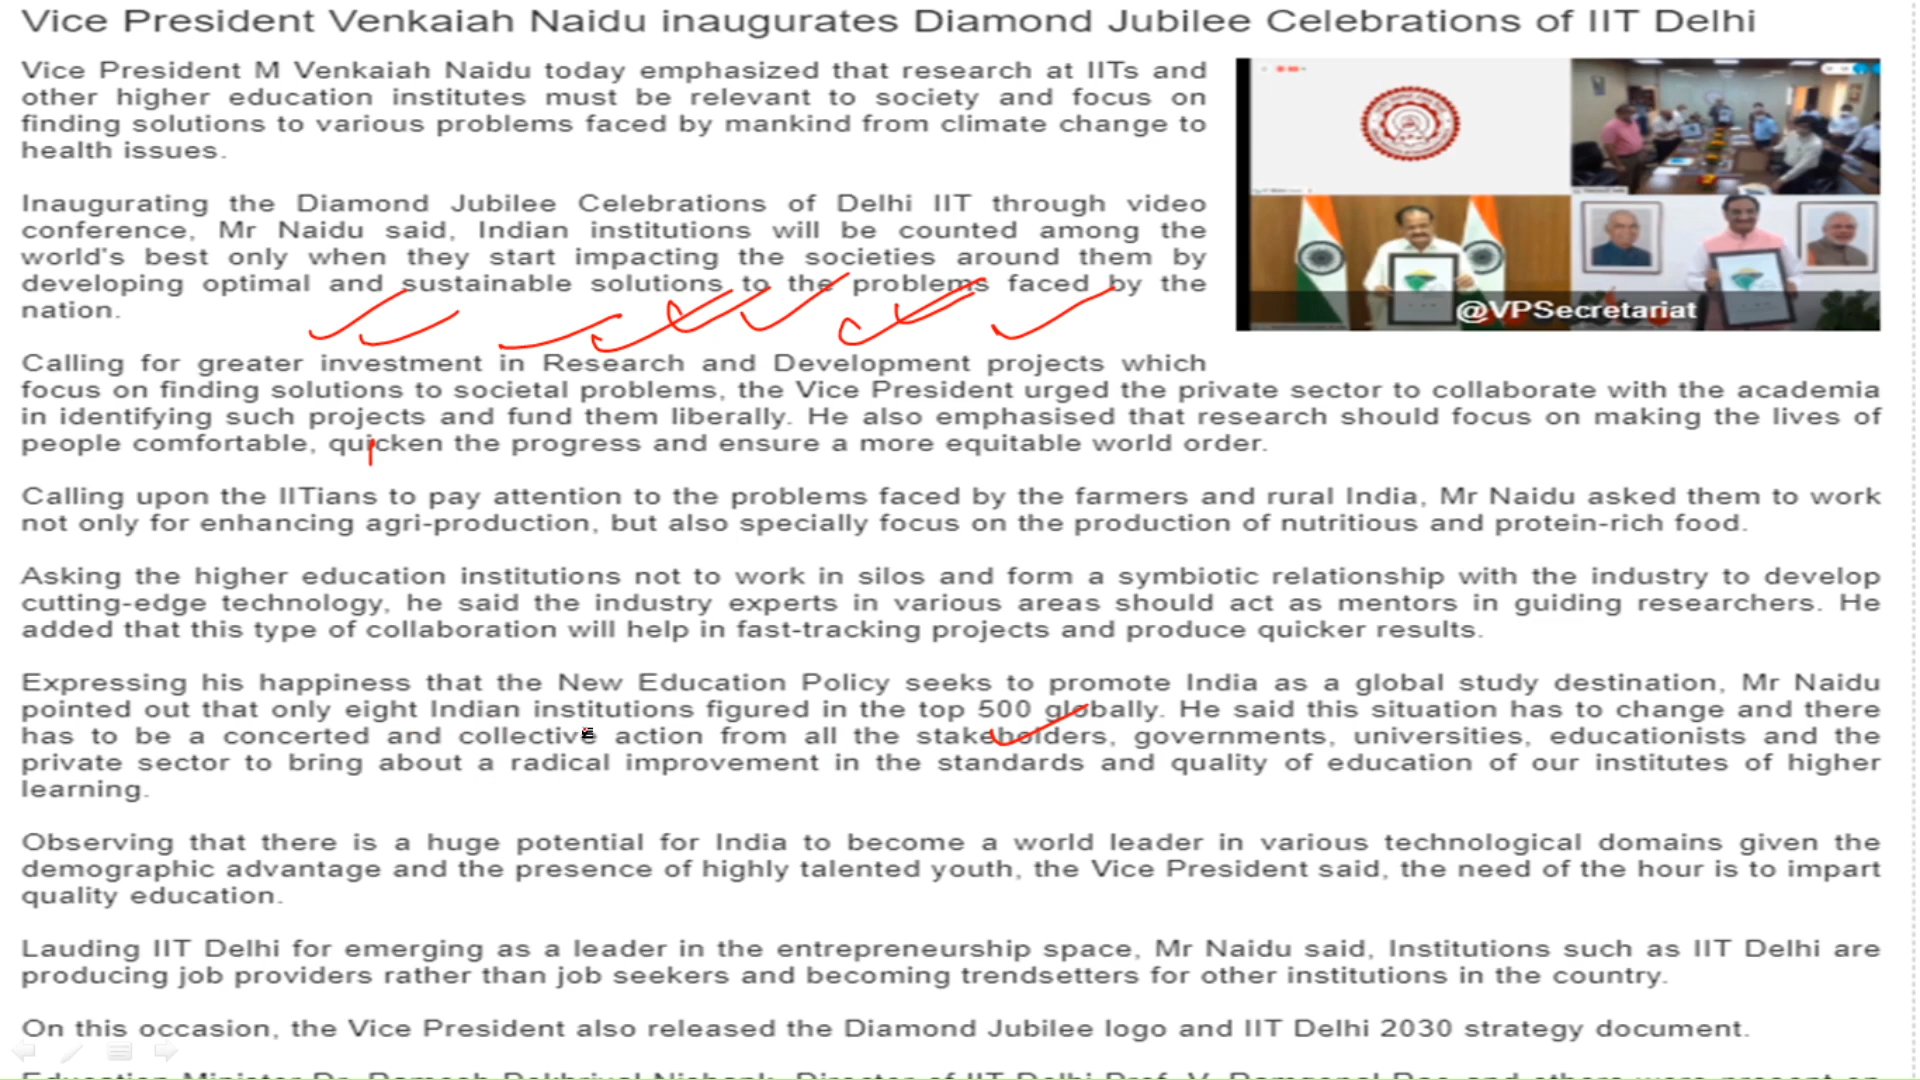 Vice President Venkaiah Naidu inaugurates Diamond Jubilee Celebrations of IIT Delhi
Vice President M Venkaiah Naidu today emphasized that research at IITs and
other higher education institutes must be relevant to society and focus on
finding solutions to various problems faced by mankind from climate change to
health issues.
Inaugurating the Diamond Jubilee Celebrations of Delhi IIT through video
conference, Mr Naidu said, Indian institutions will be counted among the
world's best only when they start impacting the societies around them by
developing optimal and sustainable solutions to the problems faced by the
nation.
@VPSecretariat
Calling for greater investment in Research and Development projects which
focus on finding solutions to societal problems, the Vice President urged the private sector to collaborate with the academia
in identifying such projects and fund them liberally. He also emphasised that research should focus on making the lives of
people comfortable, quicken the progress and ensure a more equitable world order.
Calling upon the IITians to pay attention to the problems faced by the farmers and rural India, Mr Naidu asked them to work
not only for enhancing agri-production, but also specially focus on the production of nutritious and protein-rich food.
Asking the higher education institutions not to work in silos and form a symbiotic relationship with the industry to develop
cutting-edge technology, he said the industry experts in various areas should act as mentors in guiding researchers. He
added that this type of collaboration will help in fast-tracking projects and produce quicker results.
Expressing his happiness that the New Education Policy seeks to promote India as a global study destination, Mr Naidu
pointed out that only eight Indian institutions figured in the top 500 globally. He said this situation has to change and there
has to be a concerted and collective action from all the stakeholders, governments, universities, educationists and the
private sector to bring about a radical improvement in the standards and quality of education of our institutes of higher
learning.
Observing that there is a huge potential for India to become a world leader in various technological domains given the
demographic advantage and the presence of highly talented youth, the Vice President said, the need of the hour is to impart
quality education.
Lauding IIT Delhi for emerging as a leader in the entrepreneurship space, Mr Naidu said, Institutions such as IIT Delhi are
producing job providers rather than job seekers and becoming trendsetters for other institutions in the country.
On this occasion, the Vice President also released the Diamond Jubilee logo and IIT Delhi 2030 strategy document.
Education Minister Dr. Ramesh Pokhriyal Nishank, Director of IIT Delhi Prof. V. Ramgopal Rao and others were present on